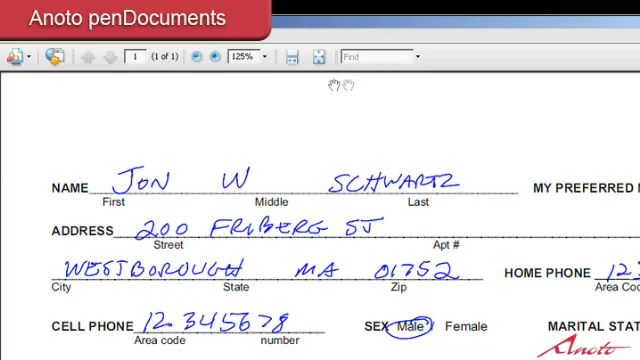 Anoto penDocuments
1 (1 of 1) 125% Find
NAME JON W SCHWARTZ MY PREFERRED
First Middle Last
ADDRESS 200 FRIBERG ST
Street Apt #
WESTBOROUGH MA 01752 HOME PHONE 12
City State Zip Area Co
CELL PHONE 12 345678 SEX Male Female MARITAL STAT
Area code number
Anoto